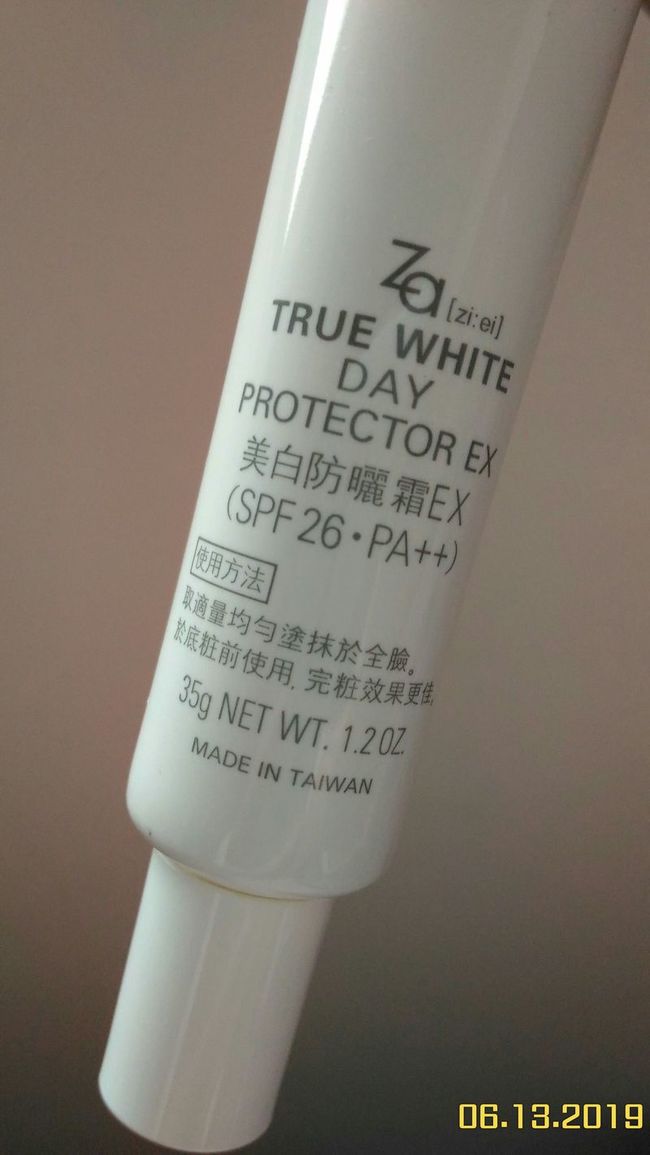 Za [zi:ei]
TRUE WHITE
DAY
PROTECTOR EX
美白防曬霜EX
(SPF 26·PA++)
使用方法
取適量均勻塗抹於全臉。
於底粧前使用, 完粧效果更佳,
35g NET WT. 1.2 OZ.
MADE IN TAIWAN
06.13.2019